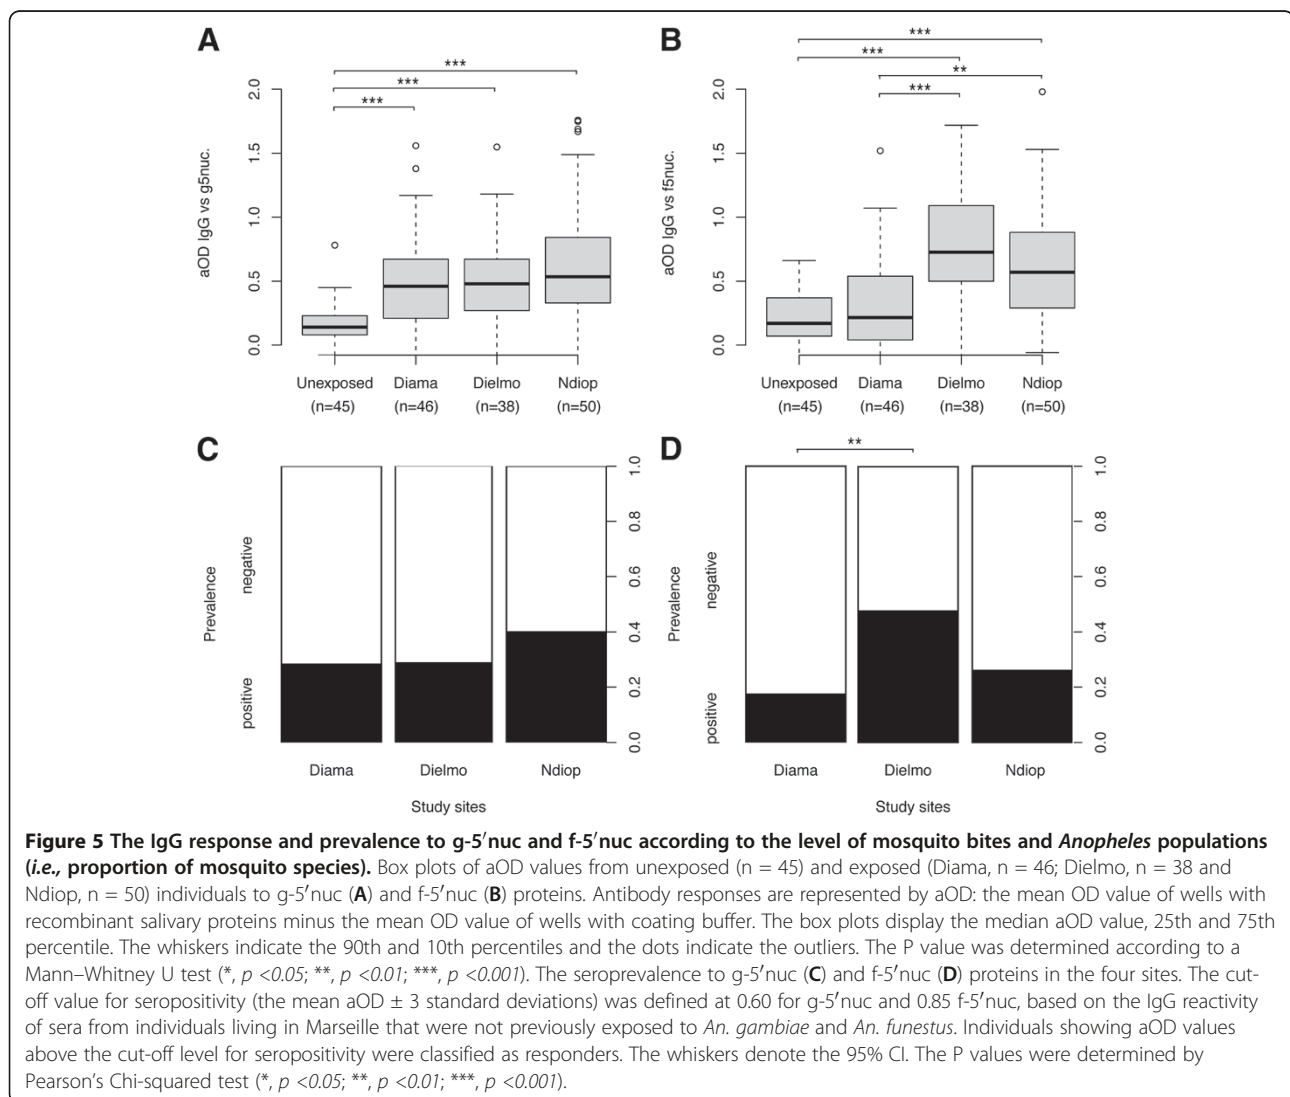 A
B
***
***
***
***
***
**
***
aOD IgG vs g5nuc.
0.0 0.5 1.0 1.5 2.0
aOD IgG vs f5nuc.
0.0 0.5 1.0 1.5 2.0
Unexposed Diama Dielmo Ndiop
(n=45) (n=46) (n=38) (n=50)
Unexposed Diama Dielmo Ndiop
(n=45) (n=46) (n=38) (n=50)
C
D
**
Prevalence
positive negative
0.0 0.2 0.4 0.6 0.8 1.0
Prevalence
positive negative
0.0 0.2 0.4 0.6 0.8 1.0
Diama Dielmo Ndiop
Study sites
Diama Dielmo Ndiop
Study sites
Figure 5 The IgG response and prevalence to g-5′nuc and f-5′nuc according to the level of mosquito bites and Anopheles populations
(i.e., proportion of mosquito species). Box plots of aOD values from unexposed (n = 45) and exposed (Diama, n = 46; Dielmo, n = 38 and
Ndiop, n = 50) individuals to g-5′nuc (A) and f-5′nuc (B) proteins. Antibody responses are represented by aOD: the mean OD value of wells with
recombinant salivary proteins minus the mean OD value of wells with coating buffer. The box plots display the median aOD value, 25th and 75th
percentile. The whiskers indicate the 90th and 10th percentiles and the dots indicate the outliers. The P value was determined according to a
Mann–Whitney U test (*, p <0.05; **, p <0.01; ***, p <0.001). The seroprevalence to g-5′nuc (C) and f-5′nuc (D) proteins in the four sites. The cut-
off value for seropositivity (the mean aOD ± 3 standard deviations) was defined at 0.60 for g-5′nuc and 0.85 f-5′nuc, based on the IgG reactivity
of sera from individuals living in Marseille that were not previously exposed to An. gambiae and An. funestus. Individuals showing aOD values
above the cut-off level for seropositivity were classified as responders. The whiskers denote the 95% CI. The P values were determined by
Pearson's Chi-squared test (*, p <0.05; **, p <0.01; ***, p <0.001).